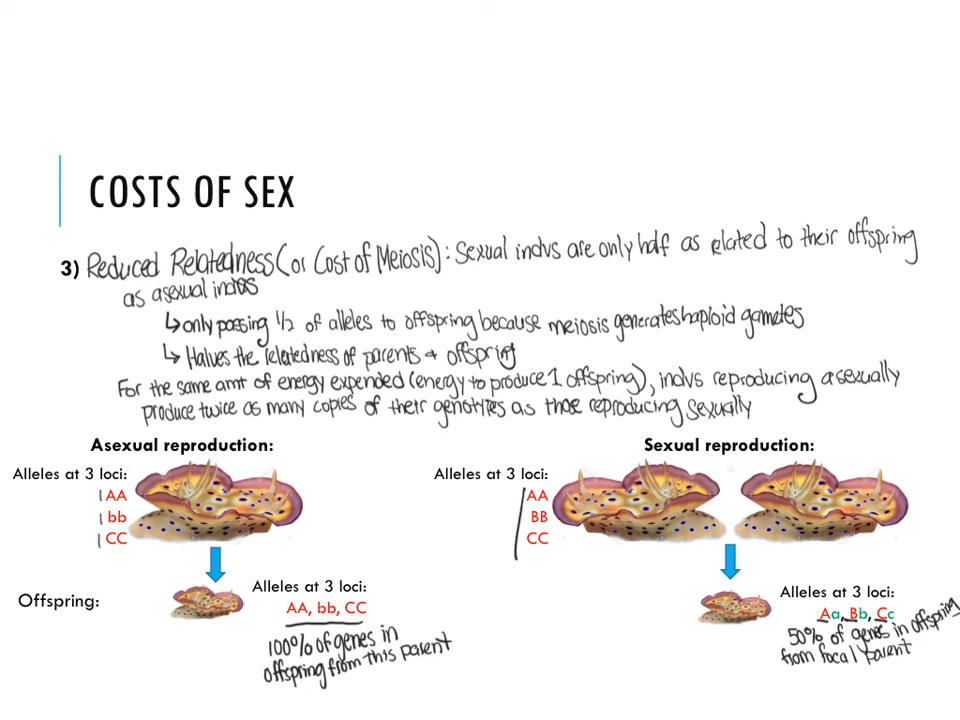 COSTS OF SEX
3) Reduced Relatedness (or Cost of Meiosis): Sexual indvs are only half as related to their offspring
as asexual indvs
↳ only passing 1/2 of alleles to offspring because meiosis generates haploid gametes
↳ Halves the relatedness of parents + offspring
For the same amt of energy expended (energy to produce 1 offspring), indvs reproducing asexually
produce twice as many copies of their genotypes as those reproducing sexually
Asexual reproduction:
Alleles at 3 loci:
AA
bb
CC
Offspring:
Alleles at 3 loci:
AA, bb, CC
100% of genes in
offspring from this parent
Sexual reproduction:
Alleles at 3 loci:
AA
BB
CC
Alleles at 3 loci:
Aa, Bb, Cc
50% of genes in offspring
from focal parent